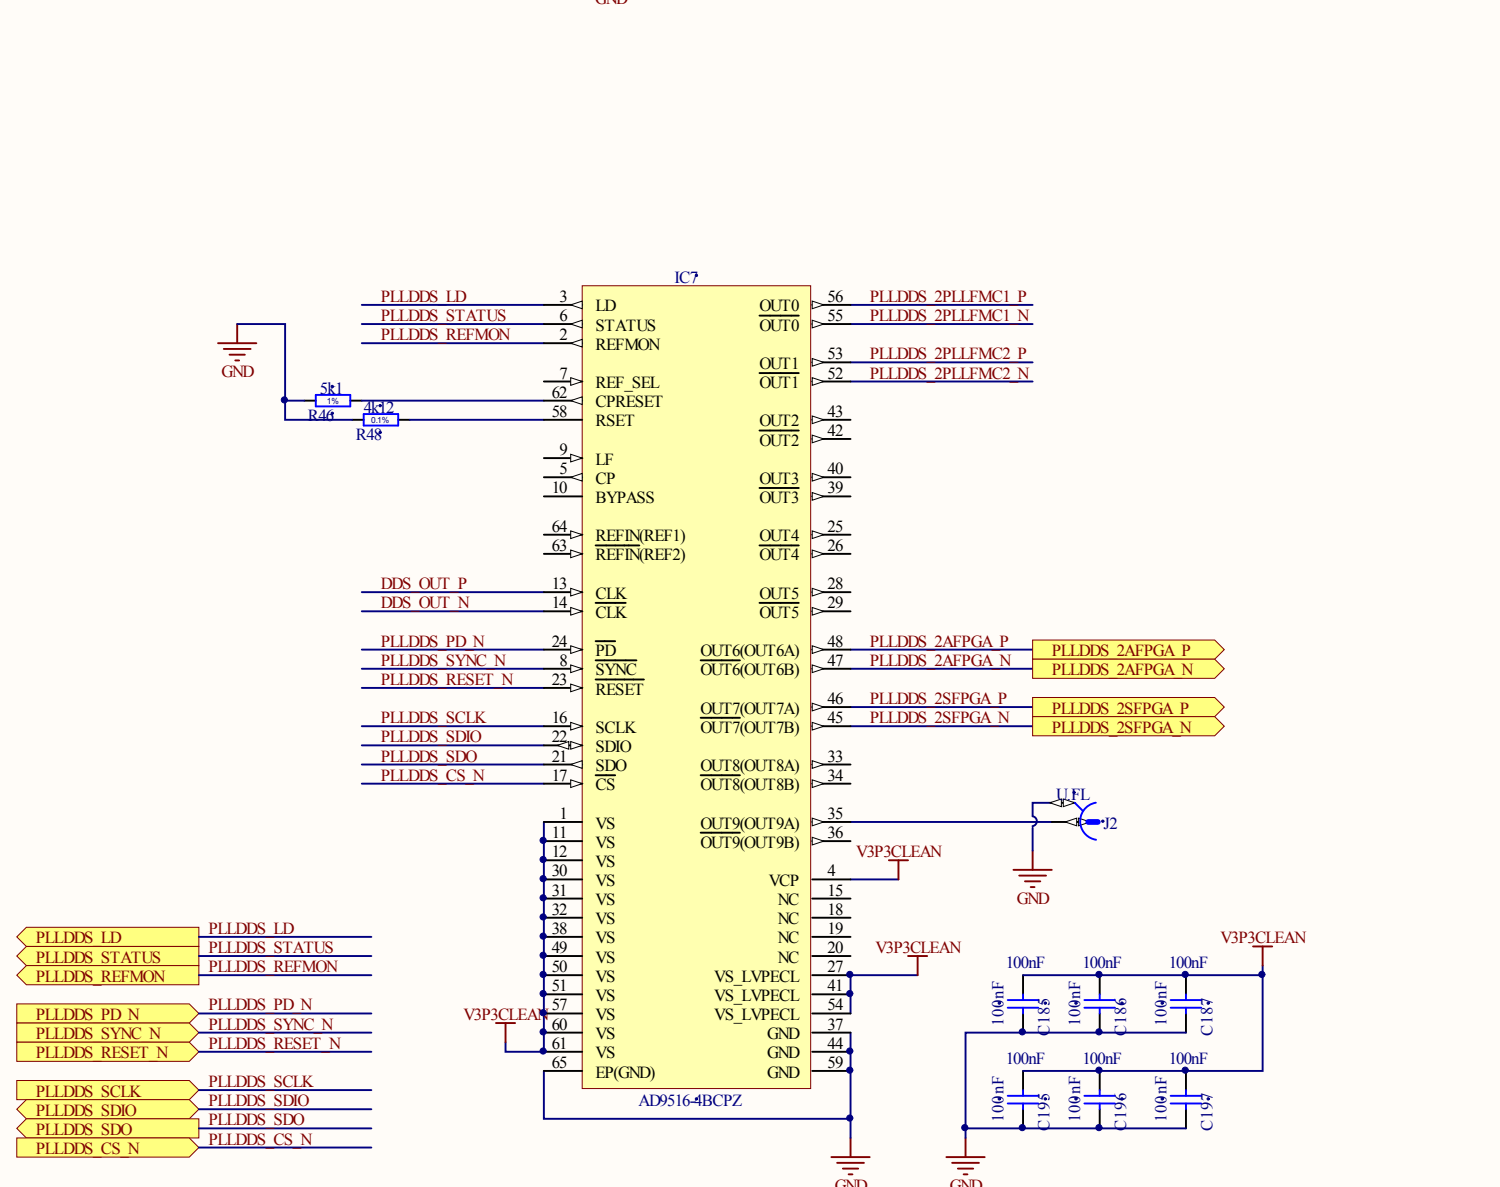 GND
IC7
PLLDDS_LD 3 LD OUT0 56 PLLDDS_2PLLFMC1_P
PLLDDS_STATUS 6 STATUS OUT0 55 PLLDDS_2PLLFMC1_N
PLLDDS_REFMON 2 REFMON
GND
OUT1 53 PLLDDS_2PLLFMC2_P
7 REF_SEL OUT1 52 PLLDDS_2PLLFMC2_N
5k1 1% R46 62 CPRESET
4k12 0.1% R48 58 RSET OUT2 43
OUT2 42
9 LF
5 CP OUT3 40
10 BYPASS OUT3 39
64 REFIN(REF1) OUT4 25
63 REFIN(REF2) OUT4 26
DDS_OUT_P 13 CLK OUT5 28
DDS_OUT_N 14 CLK OUT5 29
PLLDDS_PD_N 24 PD OUT6(OUT6A) 48 PLLDDS_2AFPGA_P PLLDDS_2AFPGA_P
PLLDDS_SYNC_N 8 SYNC OUT6(OUT6B) 47 PLLDDS_2AFPGA_N PLLDDS_2AFPGA_N
PLLDDS_RESET_N 23 RESET
OUT7(OUT7A) 46 PLLDDS_2SFPGA_P PLLDDS_2SFPGA_P
PLLDDS_SCLK 16 SCLK OUT7(OUT7B) 45 PLLDDS_2SFPGA_N PLLDDS_2SFPGA_N
PLLDDS_SDIO 22 SDIO
PLLDDS_SDO 21 SDO OUT8(OUT8A) 33
PLLDDS_CS_N 17 CS OUT8(OUT8B) 34
U.FL
1 VS OUT9(OUT9A) 35 J2
11 VS OUT9(OUT9B) 36
V3P3CLEAN
12 VS
30 VS VCP 4
31 VS NC 15
GND
32 VS NC 18
38 VS NC 19
49 VS NC 20
V3P3CLEAN
50 VS VS_LVPECL 27
51 VS VS_LVPECL 41
57 VS VS_LVPECL 54
V3P3CLEAN
60 VS GND 37
61 VS GND 44
65 EP(GND) GND 59
AD9516-4BCPZ
GND
PLLDDS_LD PLLDDS_LD
PLLDDS_STATUS PLLDDS_STATUS
PLLDDS_REFMON PLLDDS_REFMON
PLLDDS_PD_N PLLDDS_PD_N
PLLDDS_SYNC_N PLLDDS_SYNC_N
PLLDDS_RESET_N PLLDDS_RESET_N
PLLDDS_SCLK PLLDDS_SCLK
PLLDDS_SDIO PLLDDS_SDIO
PLLDDS_SDO PLLDDS_SDO
PLLDDS_CS_N PLLDDS_CS_N
V3P3CLEAN
100nF 100nF 100nF
100nF C185 100nF C186 100nF C187
100nF 100nF 100nF
100nF C195 100nF C196 100nF C197
GND